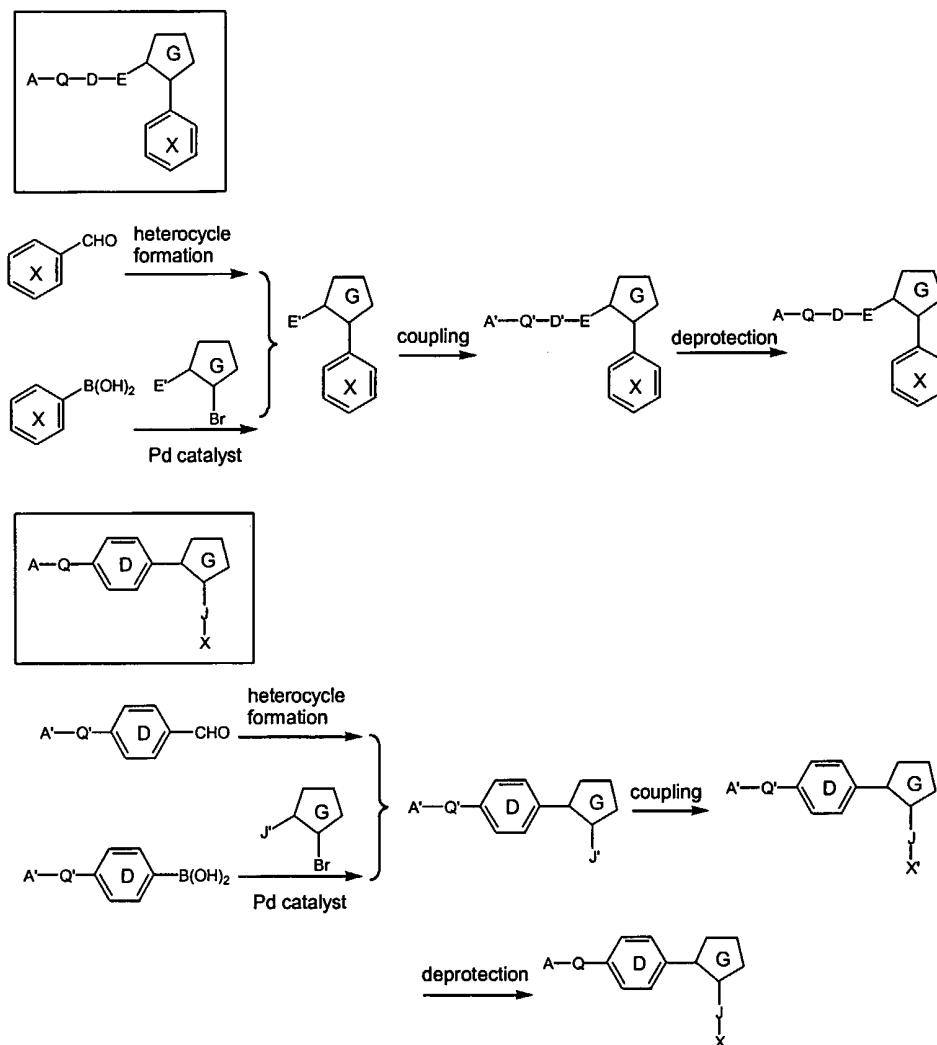 G
A—Q—D—E
X
CHO
heterocycle
formation
X
B(OH)2
X
E'
G
Br
Pd catalyst
E'
G
X
coupling
A'—Q'—D'—E
G
X
deprotection
A—Q—D—E
G
X
A—Q
D
G
J
X
A'—Q'
D
CHO
heterocycle
formation
A'—Q'
D
B(OH)2
J'
G
Br
Pd catalyst
A'—Q'
D
G
J'
coupling
A'—Q'
D
G
J
X'
deprotection
A—Q
D
G
J
X